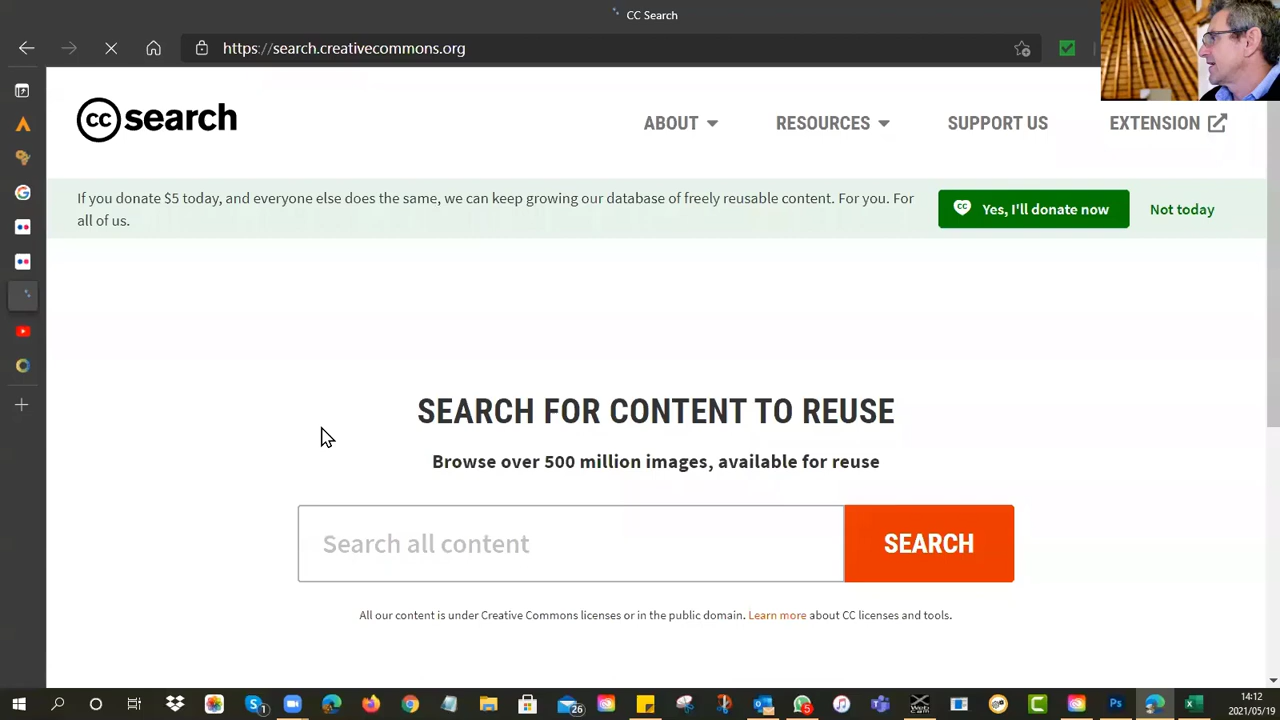 CC Search
https://search.creativecommons.org
cc search
ABOUT
RESOURCES
SUPPORT US
EXTENSION
If you donate $5 today, and everyone else does the same, we can keep growing our database of freely reusable content. For you. For
all of us.
CC
Yes, I'll donate now
Not today
SEARCH FOR CONTENT TO REUSE
Browse over 500 million images, available for reuse
Search all content
SEARCH
All our content is under Creative Commons licenses or in the public domain. Learn more about CC licenses and tools.
1
26
5
14:12
2021/05/19